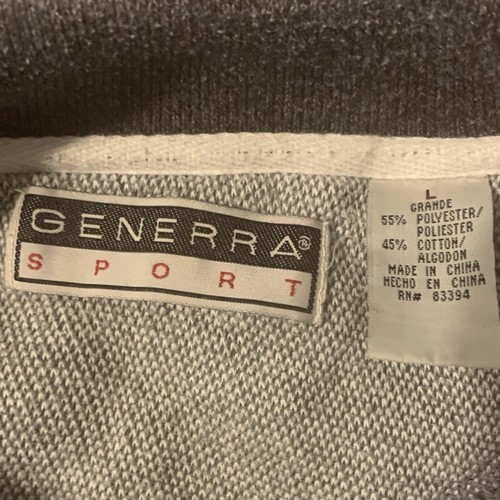 GENERRA®
SPORT
L
GRANDE
55% POLYESTER/
POLIESTER
45% COTTON/
ALGODON
MADE IN CHINA
HECHO EN CHINA
RN# 83394